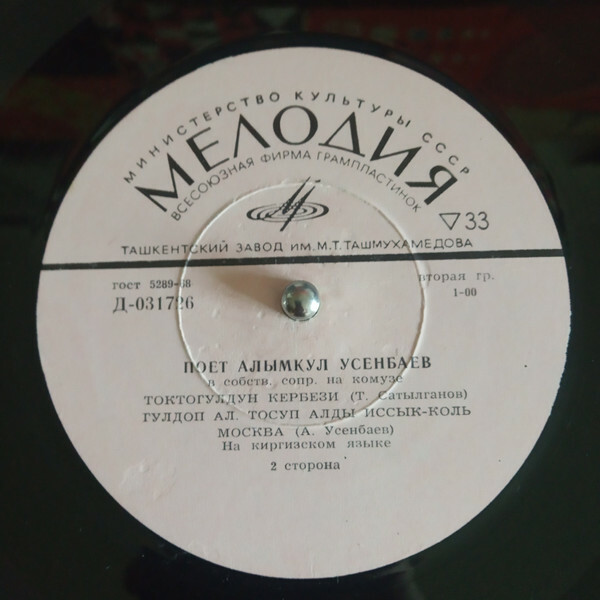 МИНИСТЕРСТВО КУЛЬТУРЫ СССР
МЕЛОДИЯ
ВСЕСОЮЗНАЯ ФИРМА ГРАМПЛАСТИНОК
▽33
ТАШКЕНТСКИЙ ЗАВОД ИМ.М.Т.ТАШМУХАМЕДОВА
гост 5289-68
вторая гр.
Д-031726
1-00
ПОЕТ АЛЫМКУЛ УСЕНБАЕВ
в собств. сопр. на комузе
ТОКТОГУЛДУН КЕРБЕЗИ (Т. Сатылганов)
ГУЛДОП АЛ. ТОСУП АЛДЫ ИССЫК-КОЛЬ
МОСКВА (А. Усенбаев)
На киргизском языке
2 сторона